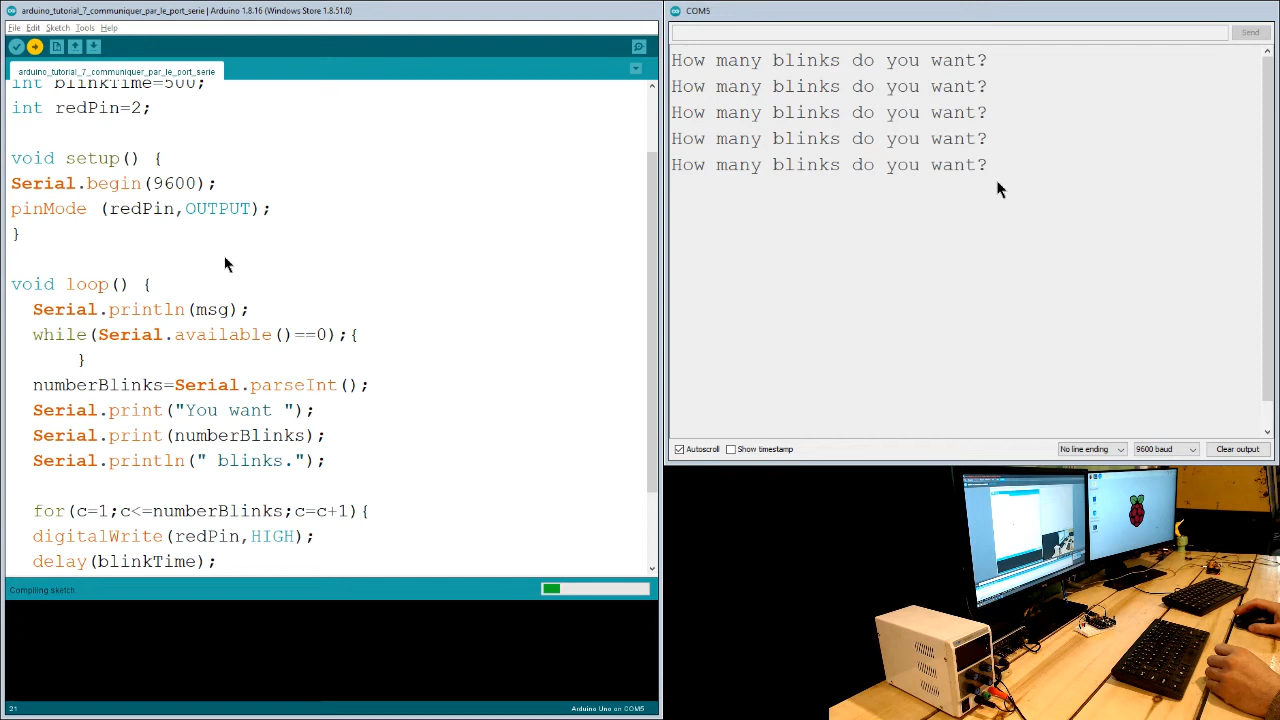 arduino_tutorial_7_communiquer_par_le_port_serie | Arduino 1.8.16 (Windows Store 1.8.51.0)
File Edit Sketch Tools Help
arduino_tutorial_7_communiquer_par_le_port_serie
int blinkTime=500;
int redPin=2;
void setup() {
Serial.begin(9600);
pinMode (redPin,OUTPUT);
}
void loop() {
Serial.println(msg);
while(Serial.available()==0);{
}
numberBlinks=Serial.parseInt();
Serial.print("You want ");
Serial.print(numberBlinks);
Serial.println(" blinks.");
for(c=1;c<=numberBlinks;c=c+1){
digitalWrite(redPin,HIGH);
delay(blinkTime);
Compiling sketch.
21
Arduino Uno on COM5
COM5
Send
How many blinks do you want?
How many blinks do you want?
How many blinks do you want?
How many blinks do you want?
How many blinks do you want?
Autoscroll Show timestamp
No line ending
9600 baud
Clear output